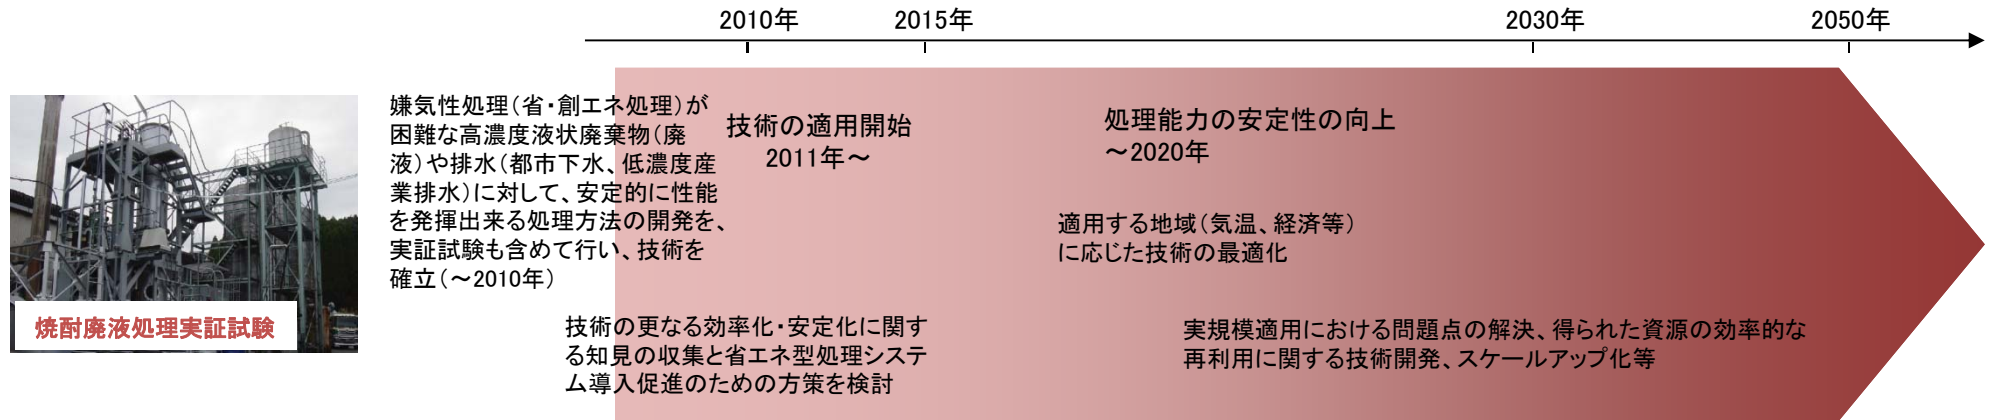 2010年
2015年
2030年
2050年
嫌気性処理（省・創エネ処理）が
困難な高濃度液状廃棄物（廃
液）や排水（都市下水、低濃度産
業排水）に対して、安定的に性能
を発揮出来る処理方法の開発を、
実証試験も含めて行い、技術を
確立（～2010年）
技術の適用開始
2011年～
処理能力の安定性の向上
～2020年
適用する地域（気温、経済等）
に応じた技術の最適化
焼酎廃液処理実証試験
技術の更なる効率化・安定化に関す
る知見の収集と省エネ型処理システ
ム導入促進のための方策を検討
実規模適用における問題点の解決、得られた資源の効率的な
再利用に関する技術開発、スケールアップ化等